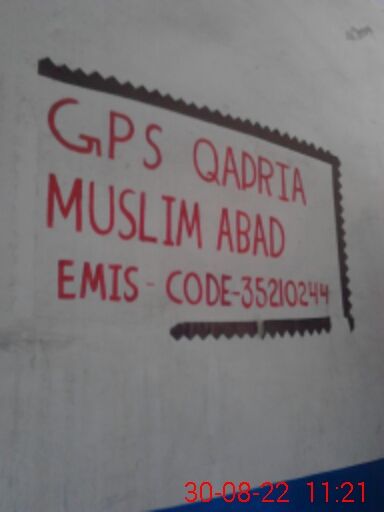 GPS QADRIA
MUSLIM ABAD
EMIS - CODE-35210244
30-08-22 11:21